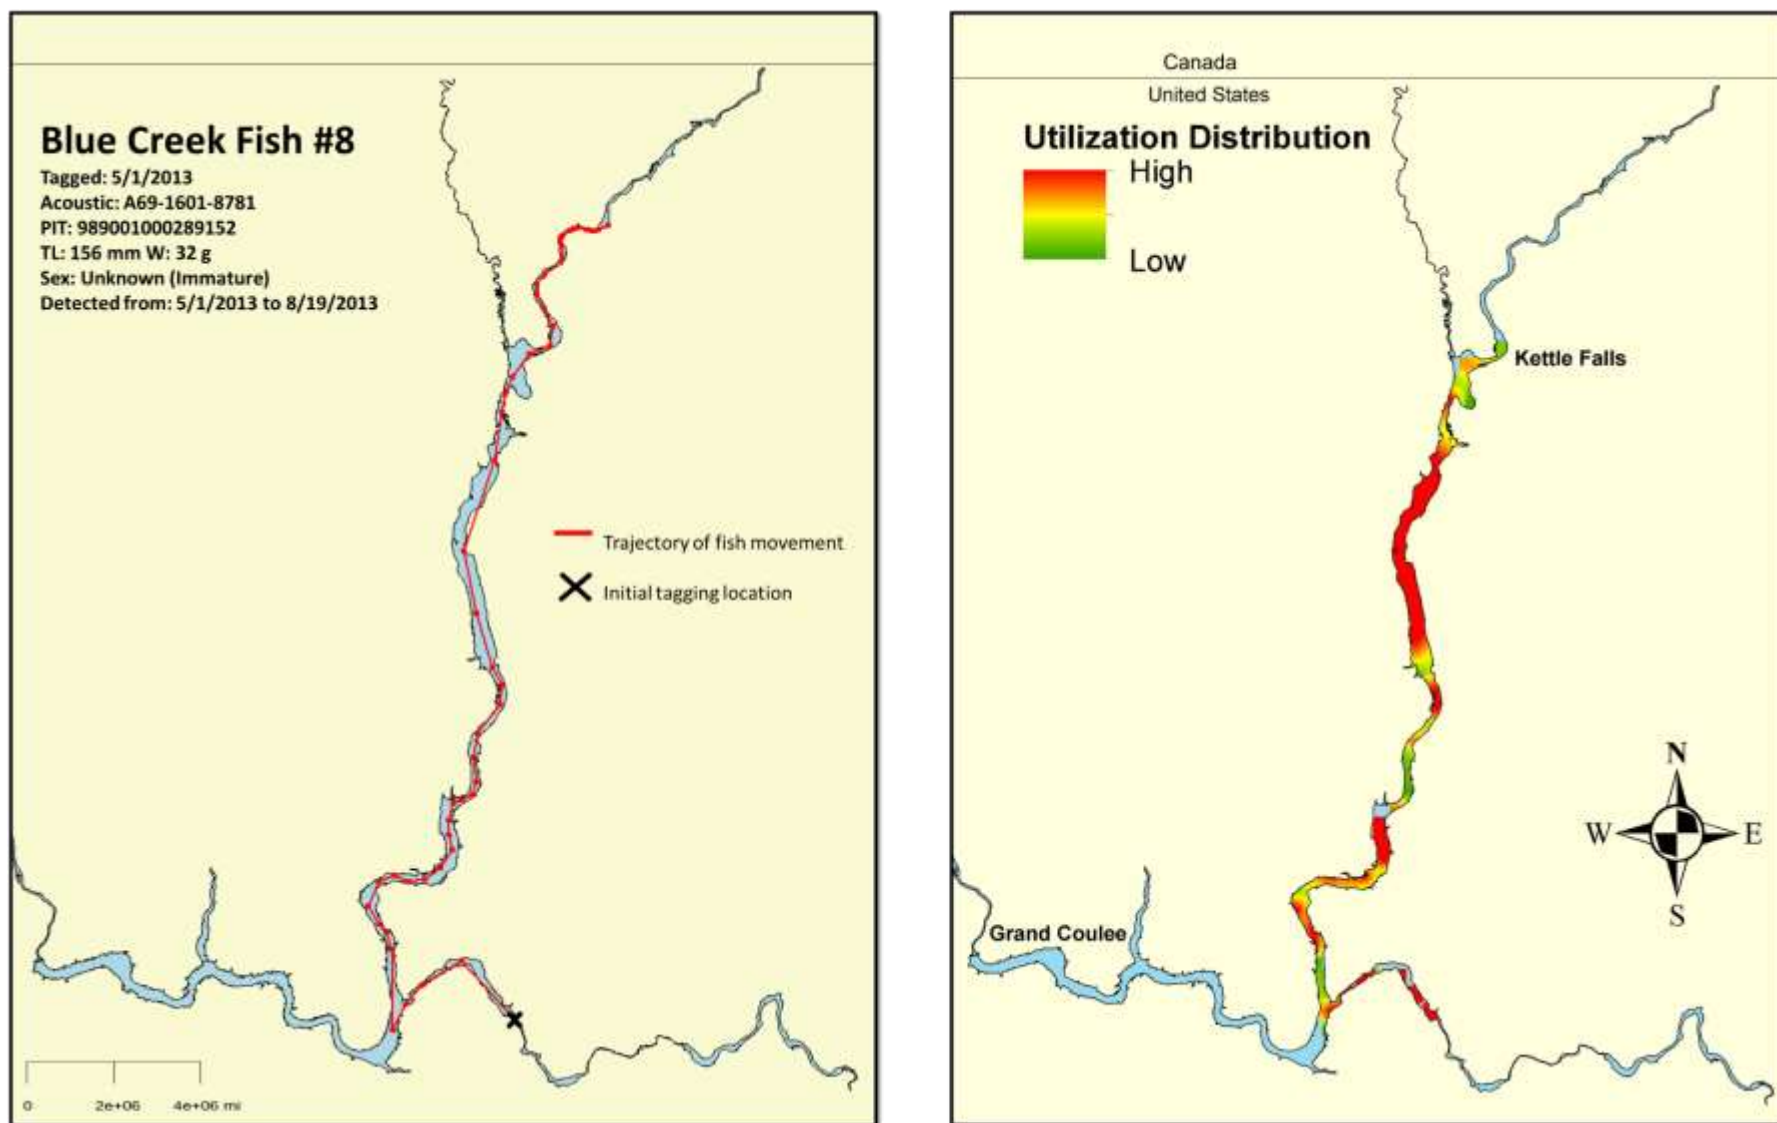 Blue Creek Fish #8
Tagged: 5/1/2013
Acoustic: A69-1601-8781
PIT: 989001000289152
TL: 156 mm W: 32 g
Sex: Unknown (Immature)
Detected from: 5/1/2013 to 8/19/2013
Trajectory of fish movement
Initial tagging location
0 2e+06 4e+06 mi
Canada
United States
Utilization Distribution
High
Low
Kettle Falls
N
W E
S
Grand Coulee